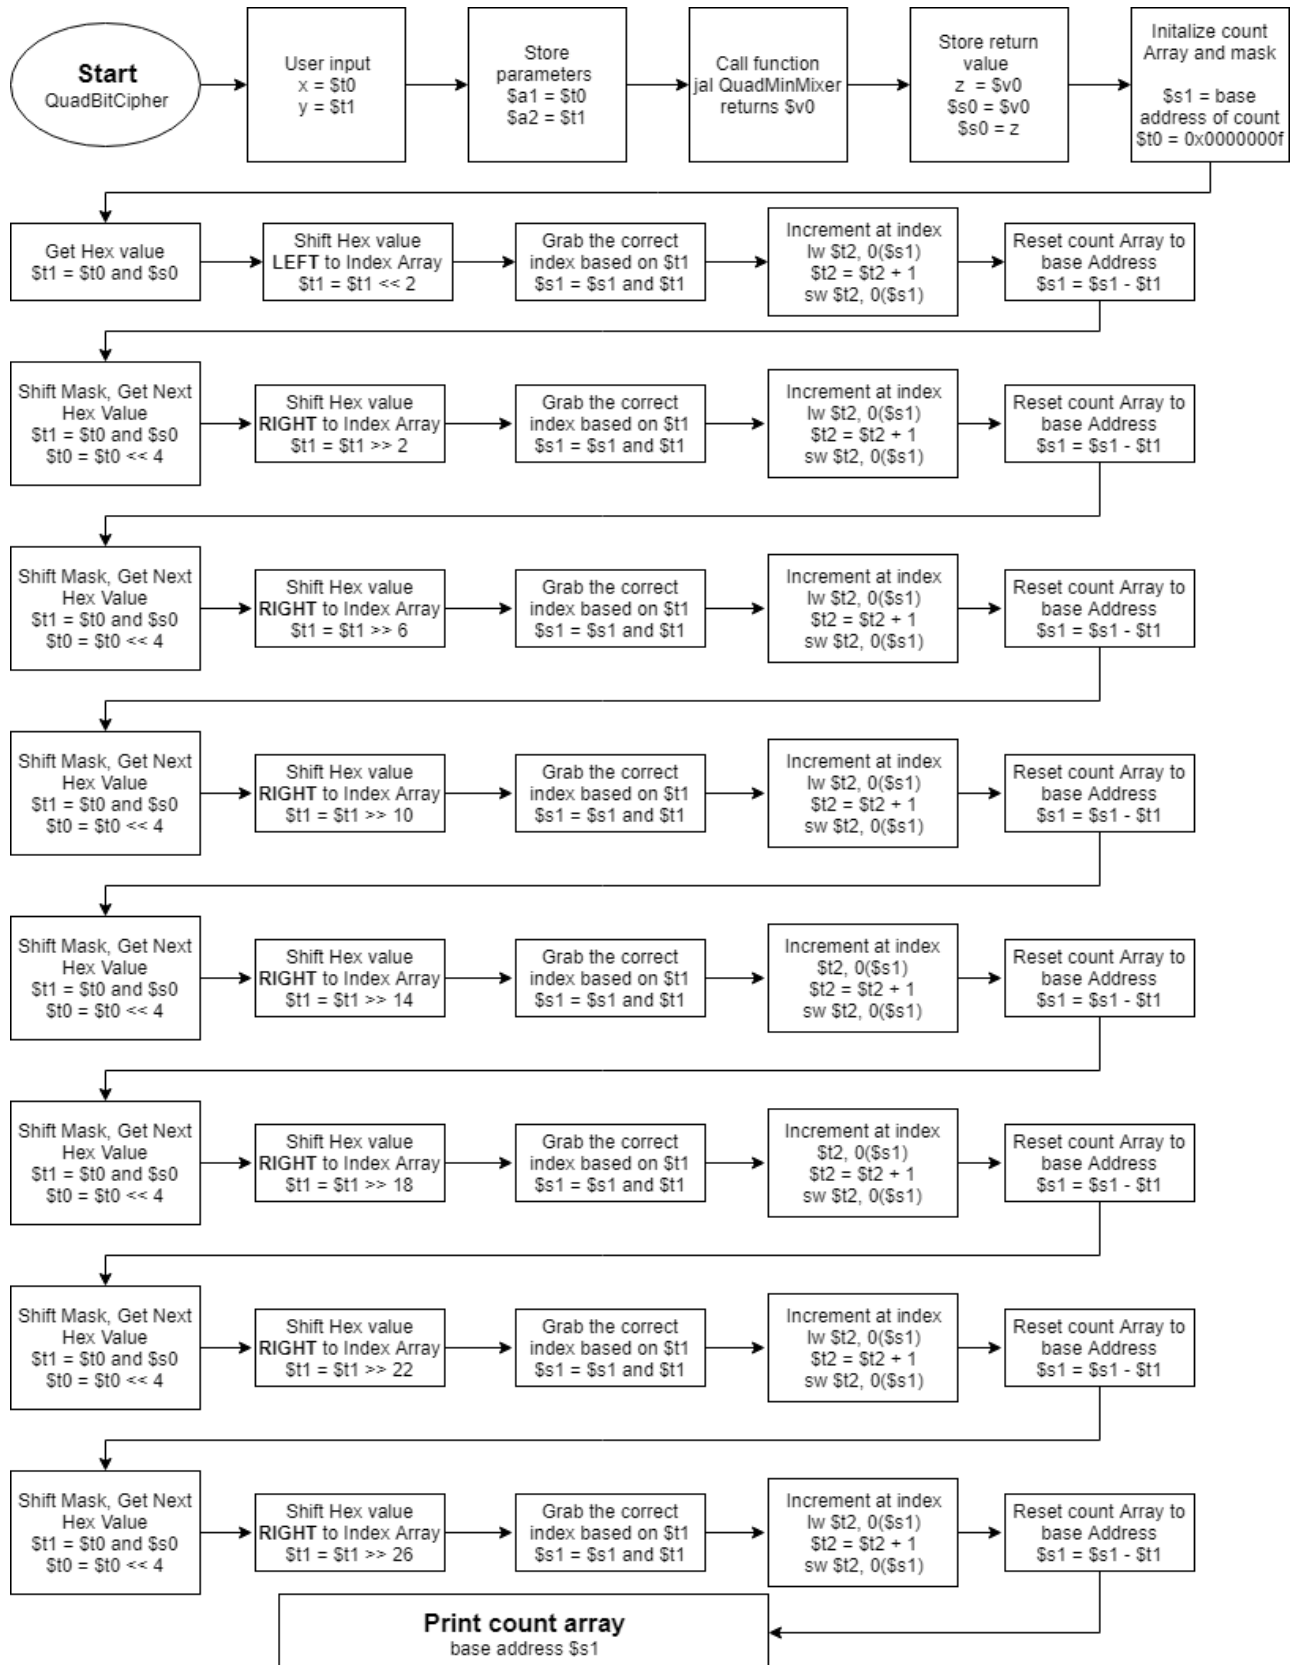 Start
QuadBitCipher
User input
x = $t0
y = $t1
Store
parameters
$a1 = $t0
$a2 = $t1
Call function
jal QuadMinMixer
returns $v0
Store return
value
z = $v0
$s0 = $v0
$s0 = z
Initalize count
Array and mask
$s1 = base
address of count
$t0 = 0x0000000f
Get Hex value
$t1 = $t0 and $s0
Shift Hex value
LEFT to Index Array
$t1 = $t1 << 2
Grab the correct
index based on $t1
$s1 = $s1 and $t1
Increment at index
lw $t2, 0($s1)
$t2 = $t2 + 1
sw $t2, 0($s1)
Reset count Array to
base Address
$s1 = $s1 - $t1
Shift Mask, Get Next
Hex Value
$t1 = $t0 and $s0
$t0 = $t0 << 4
Shift Hex value
RIGHT to Index Array
$t1 = $t1 >> 2
Grab the correct
index based on $t1
$s1 = $s1 and $t1
Increment at index
lw $t2, 0($s1)
$t2 = $t2 + 1
sw $t2, 0($s1)
Reset count Array to
base Address
$s1 = $s1 - $t1
Shift Mask, Get Next
Hex Value
$t1 = $t0 and $s0
$t0 = $t0 << 4
Shift Hex value
RIGHT to Index Array
$t1 = $t1 >> 6
Grab the correct
index based on $t1
$s1 = $s1 and $t1
Increment at index
lw $t2, 0($s1)
$t2 = $t2 + 1
sw $t2, 0($s1)
Reset count Array to
base Address
$s1 = $s1 - $t1
Shift Mask, Get Next
Hex Value
$t1 = $t0 and $s0
$t0 = $t0 << 4
Shift Hex value
RIGHT to Index Array
$t1 = $t1 >> 10
Grab the correct
index based on $t1
$s1 = $s1 and $t1
Increment at index
lw $t2, 0($s1)
$t2 = $t2 + 1
sw $t2, 0($s1)
Reset count Array to
base Address
$s1 = $s1 - $t1
Shift Mask, Get Next
Hex Value
$t1 = $t0 and $s0
$t0 = $t0 << 4
Shift Hex value
RIGHT to Index Array
$t1 = $t1 >> 14
Grab the correct
index based on $t1
$s1 = $s1 and $t1
Increment at index
$t2, 0($s1)
$t2 = $t2 + 1
sw $t2, 0($s1)
Reset count Array to
base Address
$s1 = $s1 - $t1
Shift Mask, Get Next
Hex Value
$t1 = $t0 and $s0
$t0 = $t0 << 4
Shift Hex value
RIGHT to Index Array
$t1 = $t1 >> 18
Grab the correct
index based on $t1
$s1 = $s1 and $t1
Increment at index
$t2, 0($s1)
$t2 = $t2 + 1
sw $t2, 0($s1)
Reset count Array to
base Address
$s1 = $s1 - $t1
Shift Mask, Get Next
Hex Value
$t1 = $t0 and $s0
$t0 = $t0 << 4
Shift Hex value
RIGHT to Index Array
$t1 = $t1 >> 22
Grab the correct
index based on $t1
$s1 = $s1 and $t1
Increment at index
lw $t2, 0($s1)
$t2 = $t2 + 1
sw $t2, 0($s1)
Reset count Array to
base Address
$s1 = $s1 - $t1
Shift Mask, Get Next
Hex Value
$t1 = $t0 and $s0
$t0 = $t0 << 4
Shift Hex value
RIGHT to Index Array
$t1 = $t1 >> 26
Grab the correct
index based on $t1
$s1 = $s1 and $t1
Increment at index
lw $t2, 0($s1)
$t2 = $t2 + 1
sw $t2, 0($s1)
Reset count Array to
base Address
$s1 = $s1 - $t1
Print count array
base address $s1